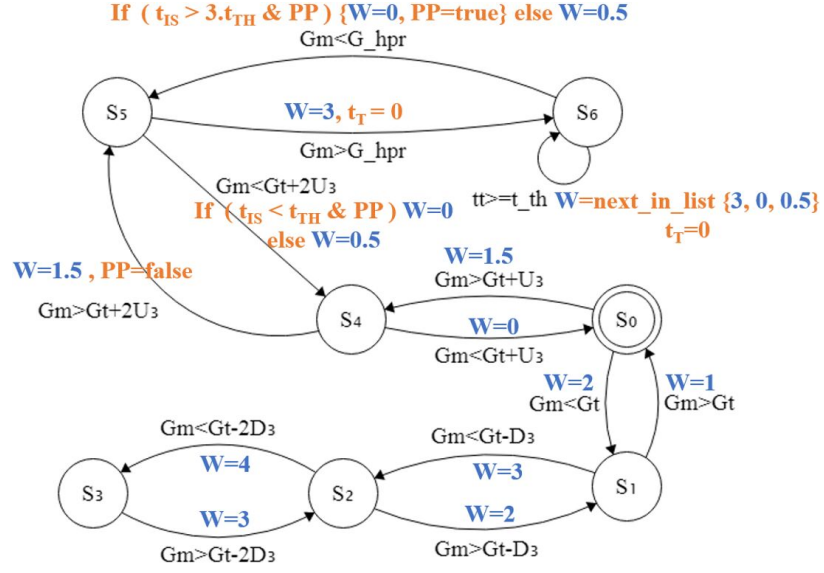 If ( tIS > 3.tTH & PP ) {W=0, PP=true} else W=0.5
Gm<G_hpr
S5
W=3, tT = 0
S6
Gm>G_hpr
Gm<Gt+2U3
tt>=t_th W=next_in_list {3, 0, 0.5}
tT=0
If ( tIS < tTH & PP ) W=0
else W=0.5
W=1.5 , PP=false
Gm>Gt+2U3
W=1.5
Gm>Gt+U3
S4
W=0
S0
Gm<Gt+U3
W=2
Gm<Gt
W=1
Gm>Gt
Gm<Gt-2D3
W=4
Gm<Gt-D3
W=3
S3
S2
S1
W=3
W=2
Gm>Gt-2D3
Gm>Gt-D3